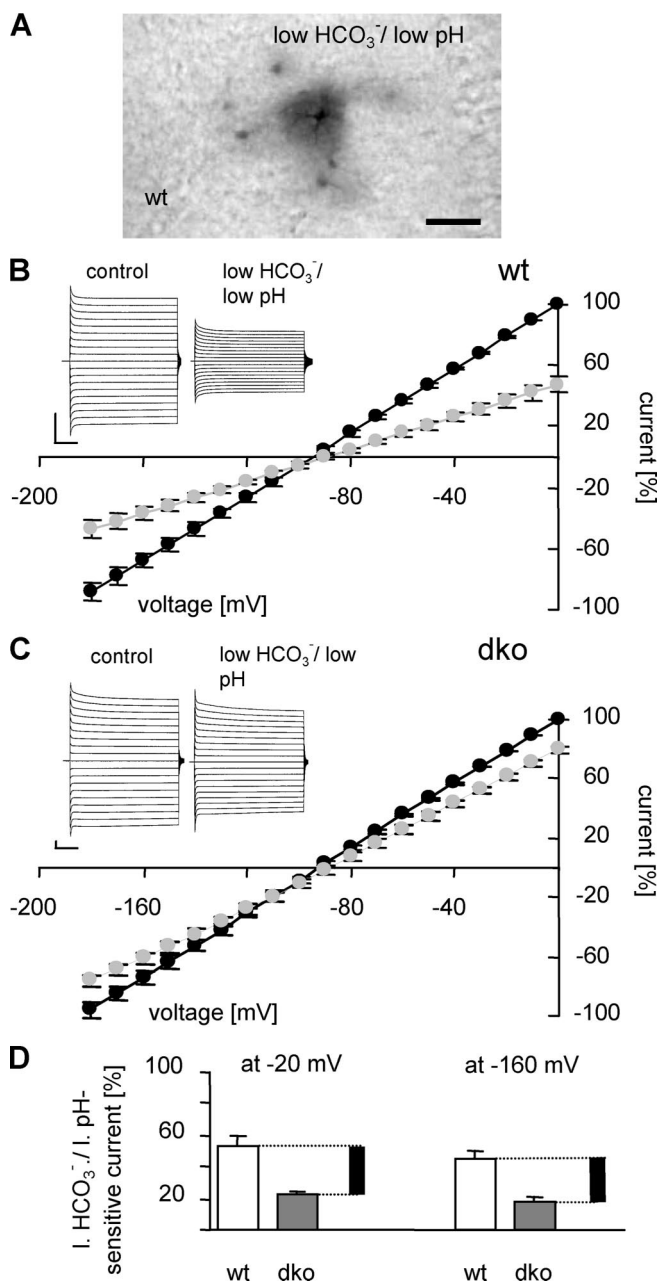 A
low HCO₃⁻/ low pH
wt
B
control
low HCO₃⁻/
low pH
wt
100
60
20
-200
-80
-40
-20
-60
-100
current [%]
voltage [mV]
C
control
low HCO₃⁻/ low
pH
dko
100
60
20
-200
-160
-80
-40
-20
-60
-100
current [%]
voltage [mV]
D
100
60
20
at -20 mV
at -160 mV
l. HCO₃⁻./ l. pH-
sensitive current [%]
wt
dko
wt
dko